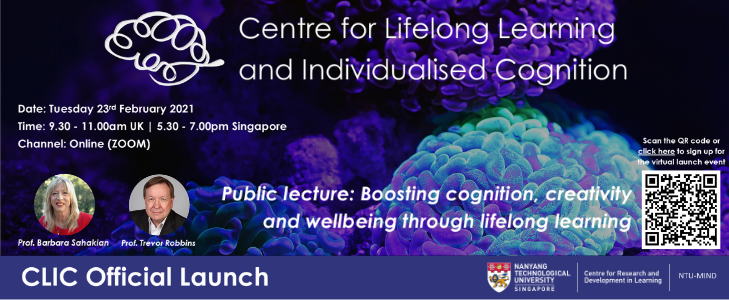 Centre for Lifelong Learning
and Individualised Cognition
Date: Tuesday 23rd February 2021
Time: 9.30 - 11.00am UK | 5.30 - 7.00pm Singapore
Channel: Online (ZOOM)
Scan the QR code or
click here to sign up for
the virtual launch event
Public lecture: Boosting cognition, creativity
and wellbeing through lifelong learning
Prof. Barbara Sahakian
Prof. Trevor Robbins
CLIC Official Launch
NANYANG
TECHNOLOGICAL
UNIVERSITY
SINGAPORE
Centre for Research and
Development in Learning
NTU-MIND